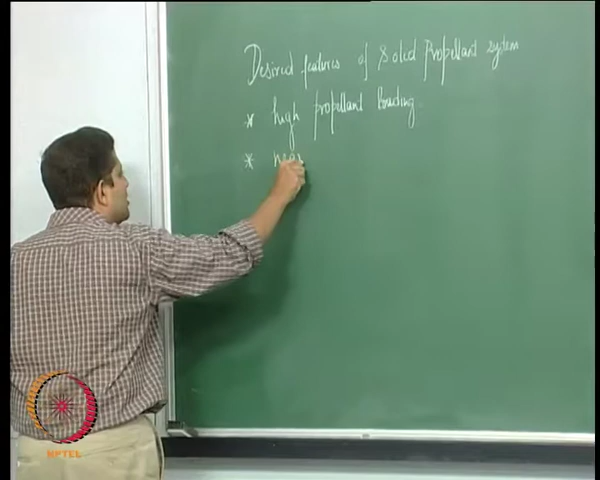 Desired features of Solid Propellant system
* high propellant loading
*
NPTEL